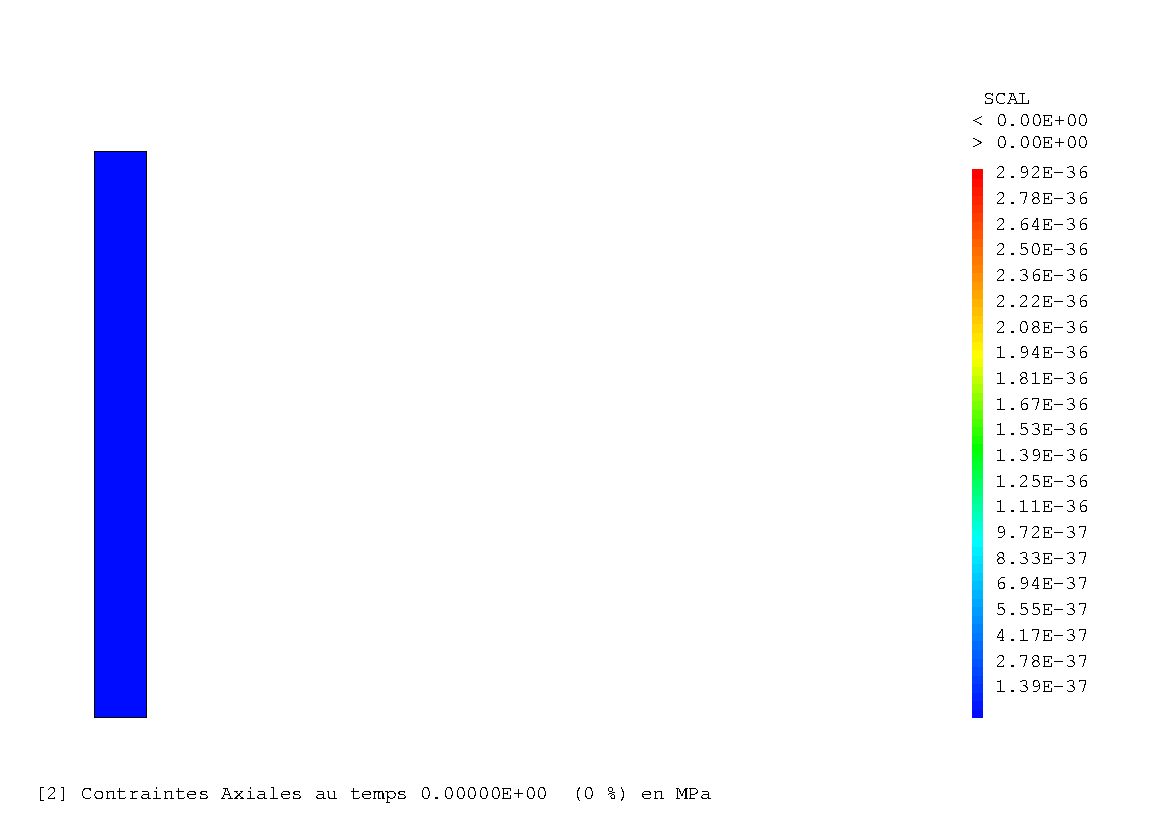 SCAL
< 0.00E+00
> 0.00E+00
2.92E-36
2.78E-36
2.64E-36
2.50E-36
2.36E-36
2.22E-36
2.08E-36
1.94E-36
1.81E-36
1.67E-36
1.53E-36
1.39E-36
1.25E-36
1.11E-36
9.72E-37
8.33E-37
6.94E-37
5.55E-37
4.17E-37
2.78E-37
1.39E-37
[2] Contraintes Axiales au temps 0.00000E+00 (0 %) en MPa